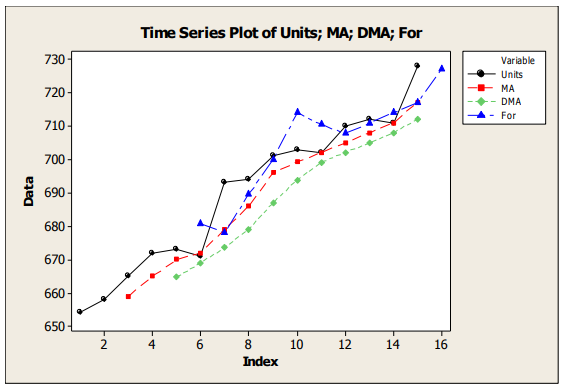 Time Series Plot of Units; MA; DMA; For
730
720
710
700
690
680
670
660
650
Data
2 4 6 8 10 12 14 16
Index
Variable
Units
MA
DMA
For